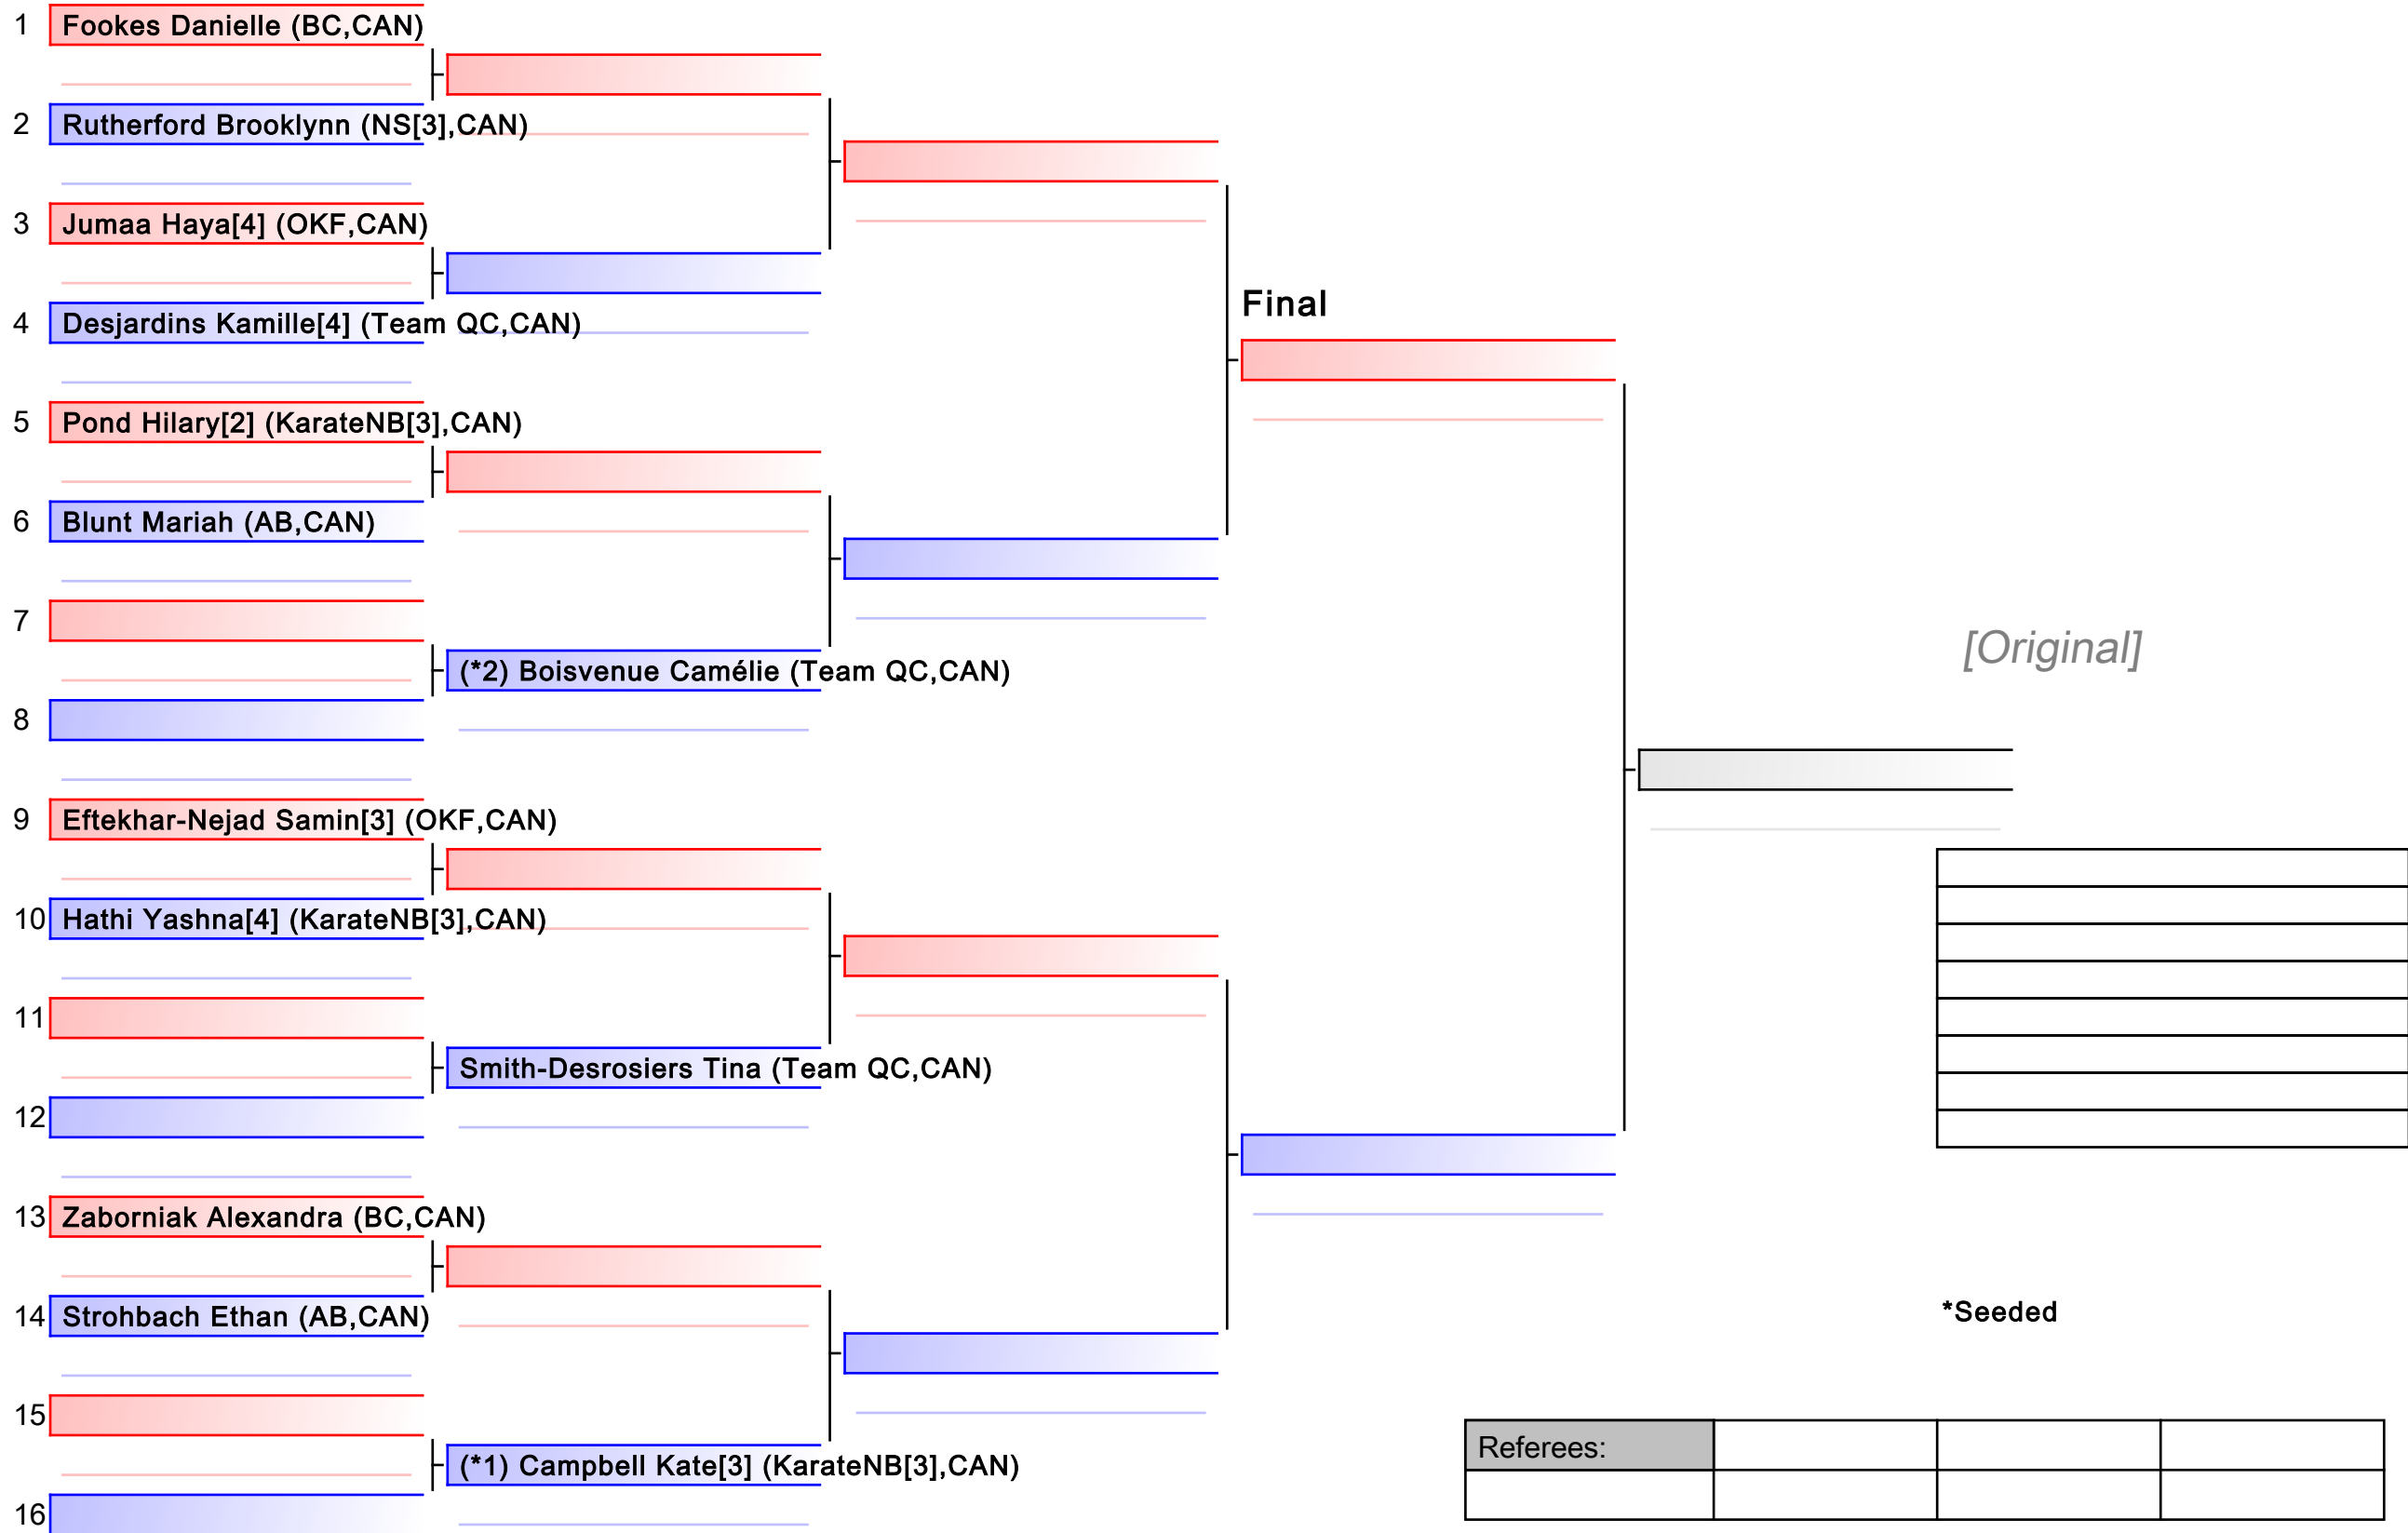 1 Fookes Danielle (BC,CAN)
2 Rutherford Brooklynn (NS[3],CAN)
3 Jumaa Haya[4] (OKF,CAN)
Final
4 Desjardins Kamille[4] (Team QC,CAN)
5 Pond Hilary[2] (KarateNB[3],CAN)
6 Blunt Mariah (AB,CAN)
7
[Original]
(*2) Boisvenue Camélie (Team QC,CAN)
8
9 Eftekhar-Nejad Samin[3] (OKF,CAN)
10 Hathi Yashna[4] (KarateNB[3],CAN)
11
Smith-Desrosiers Tina (Team QC,CAN)
12
13 Zaborniak Alexandra (BC,CAN)
14 Strohbach Ethan (AB,CAN)
*Seeded
15
Referees:
(*1) Campbell Kate[3] (KarateNB[3],CAN)
16